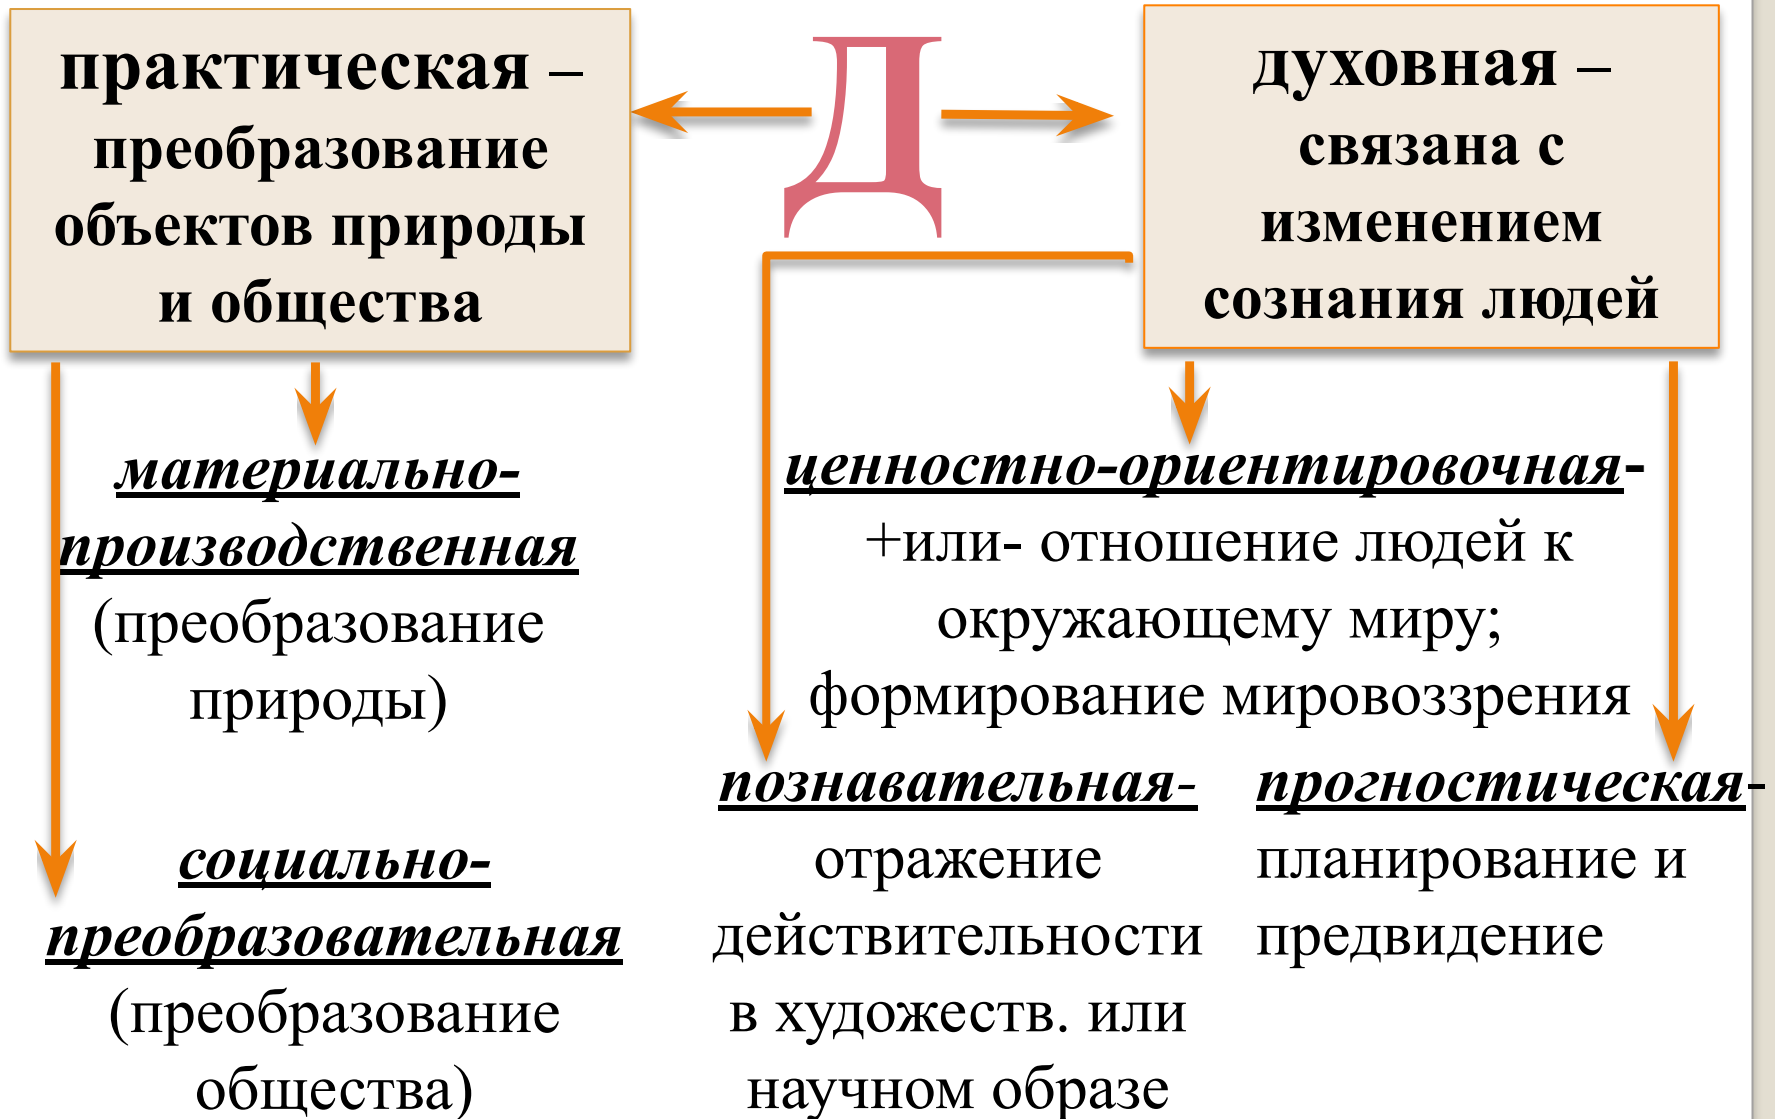 практическая –
преобразование
объектов природы
и общества
Д
духовная –
связана с
изменением
сознания людей
материально-
производственная
(преобразование
природы)
социально-
преобразовательная
(преобразование
общества)
ценностно-ориентировочная-
+или- отношение людей к
окружающему миру;
формирование мировоззрения
познавательная-
отражение
действительности
в художеств. или
научном образе
прогностическая-
планирование и
предвидение